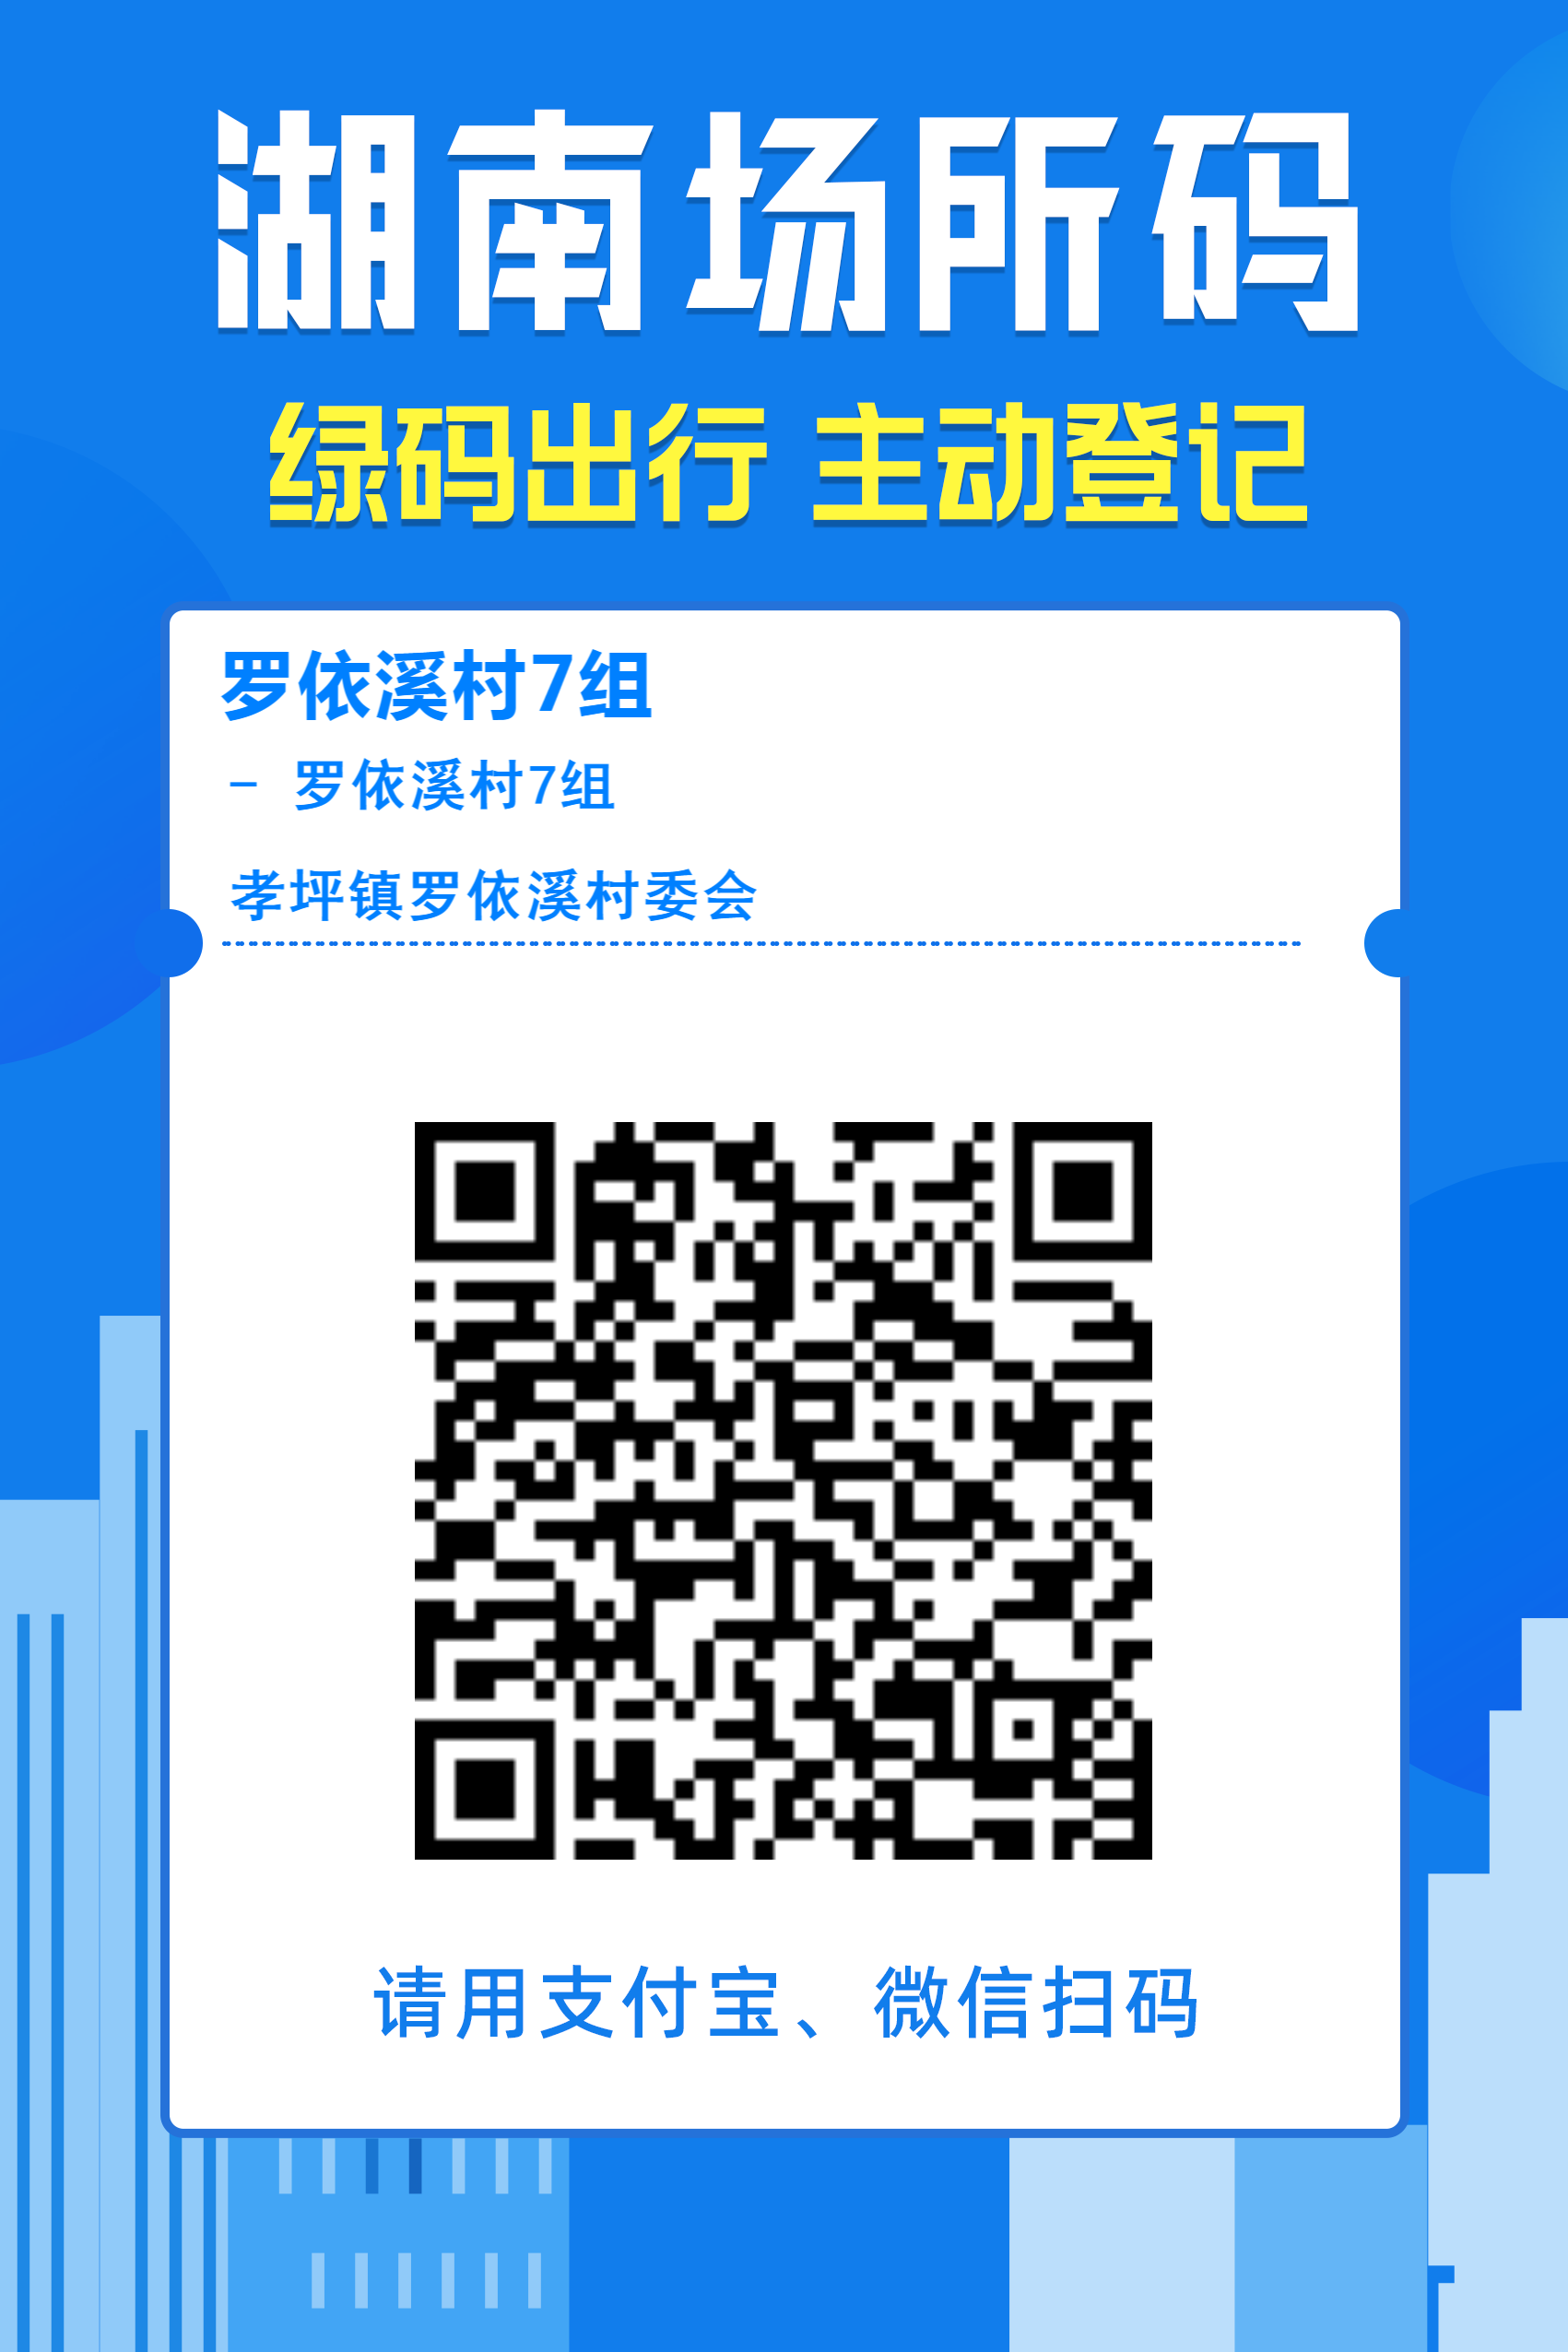 湖南场所码
绿码出行 主动登记
罗依溪村7组
- 罗依溪村7组
孝坪镇罗依溪村委会
请用支付宝、微信扫码